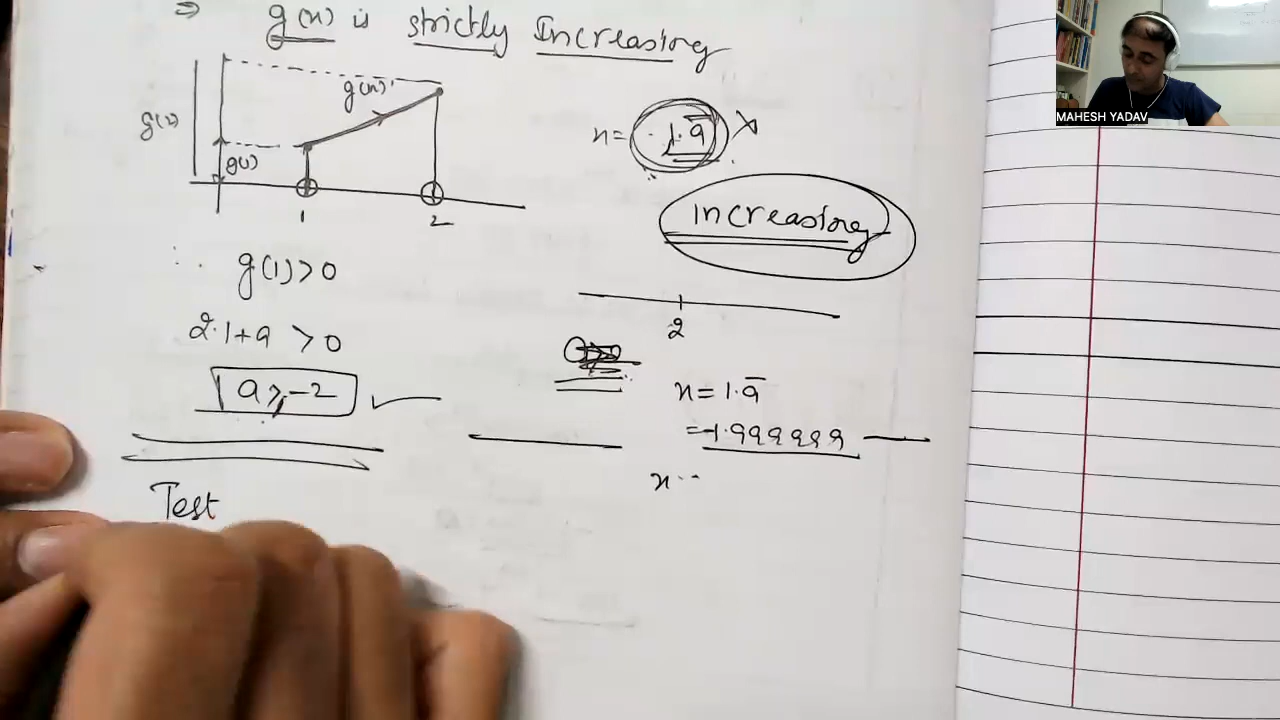 ⇒ g(x) is strictly Increasing
g(2)
g(x)
g(1)
1
2
x = 1.9̅ ×
increasing
∴ g(1) > 0
2
2.1+a > 0
a ≥ -2 ✓
x = 1.9̅
= 1.999999
x
Test
MAHESH YADAV